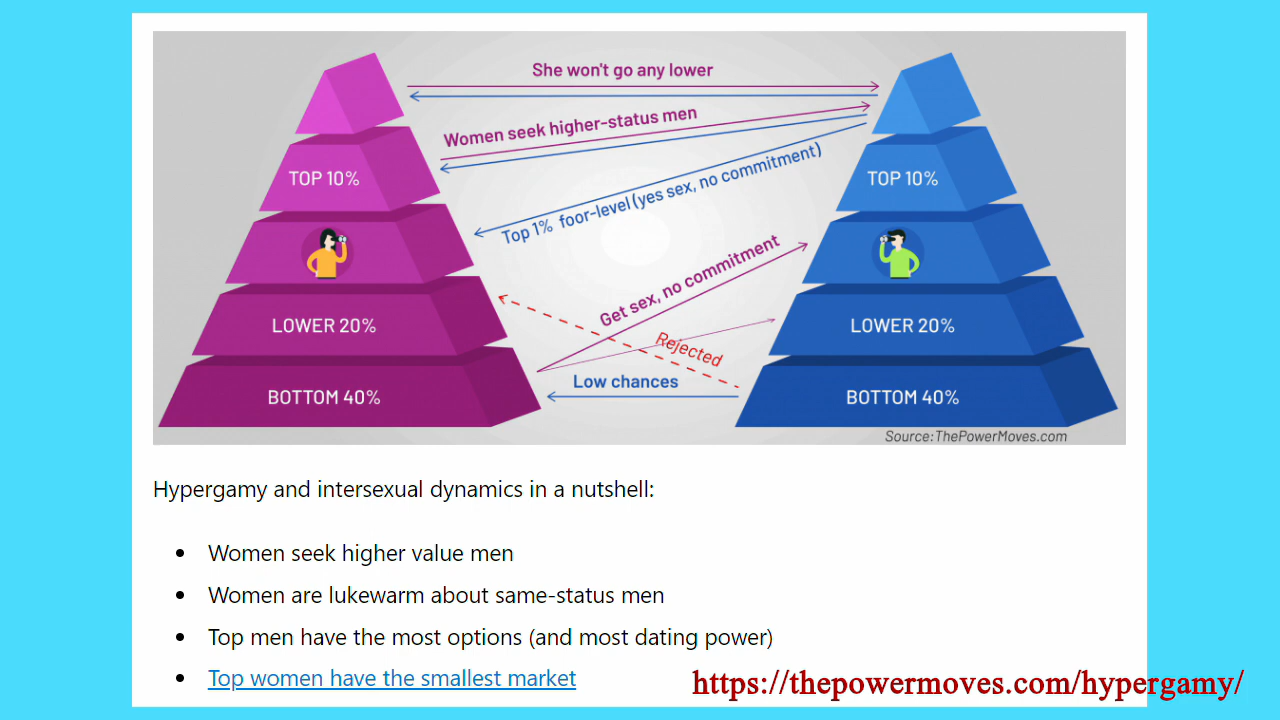 She won't go any lower
Women seek higher-status men
TOP 10%
TOP 10%
Top 1% foor-level (yes sex, no commitment)
Get sex, no commitment
LOWER 20%
LOWER 20%
Rejected
Low chances
BOTTOM 40%
BOTTOM 40%
Source:ThePowerMoves.com
Hypergamy and intersexual dynamics in a nutshell:
Women seek higher value men
Women are lukewarm about same-status men
Top men have the most options (and most dating power)
Top women have the smallest market
https://thepowermoves.com/hypergamy/